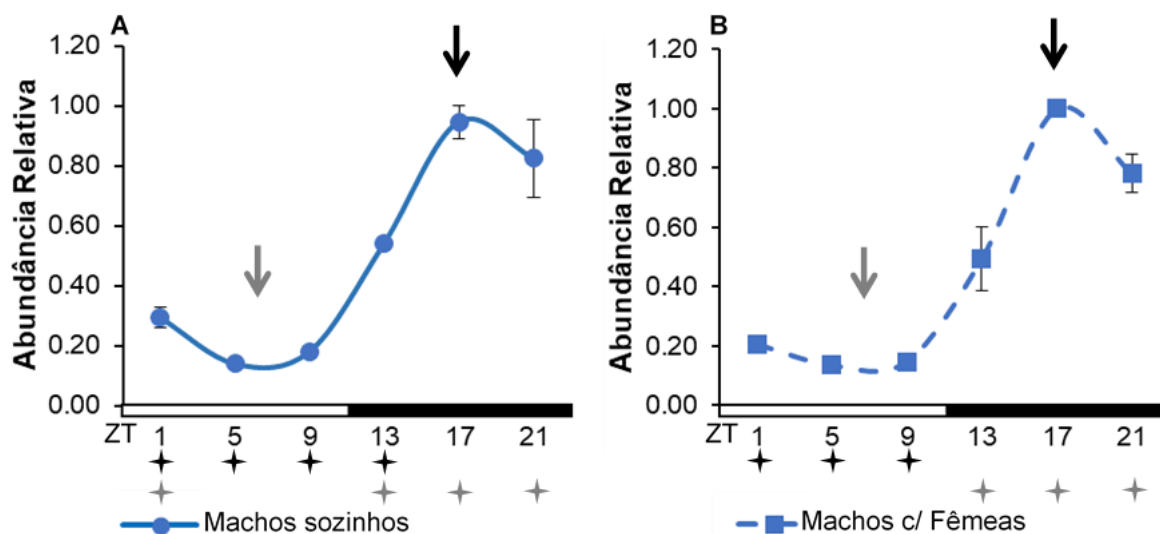 A
Abundância Relativa
1.20
1.00
0.80
0.60
0.40
0.20
0.00
ZT 1 5 9 13 17 21
Machos sozinhos
B
Abundância Relativa
1.20
1.00
0.80
0.60
0.40
0.20
0.00
ZT 1 5 9 13 17 21
Machos c/ Fêmeas